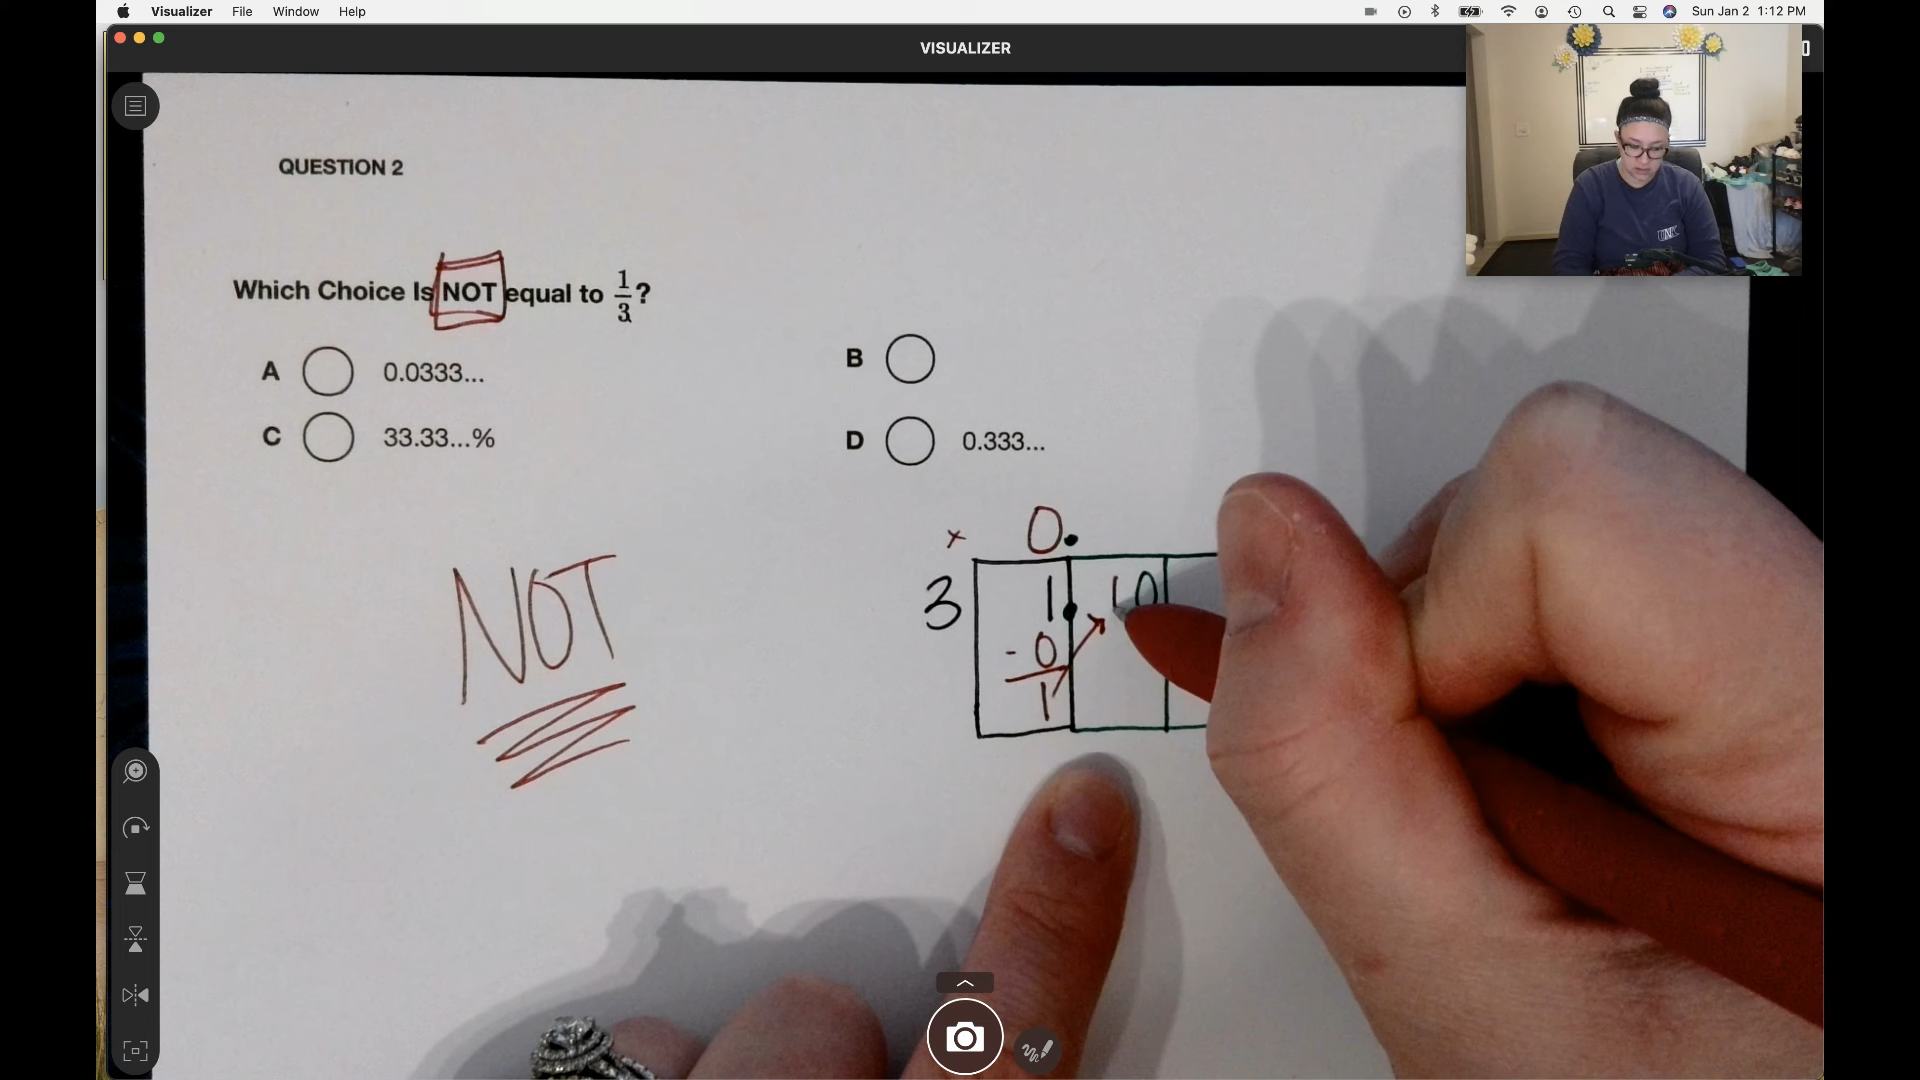 Visualizer File Window Help Sun Jan 2 1:12 PM
VISUALIZER
QUESTION 2
Which Choice Is NOT equal to 1/3?
A 0.0333...
B
C 33.33...%
D 0.333...
NOT
× 0.
3 1. 10
- 0
1